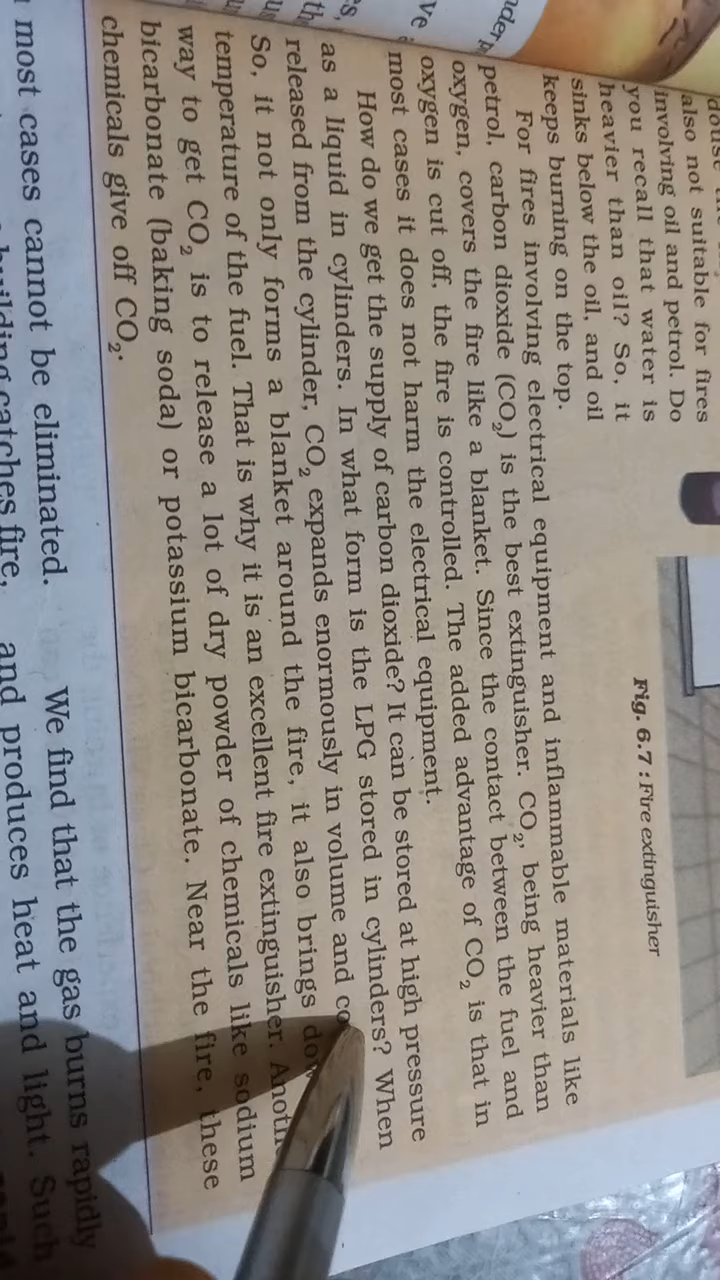 also not suitable for fires
involving oil and petrol. Do
you recall that water is
heavier than oil? So, it
sinks below the oil, and oil
keeps burning on the top.
Fig. 6.7 : Fire extinguisher
For fires involving electrical equipment and inflammable materials like
petrol, carbon dioxide (CO₂) is the best extinguisher. CO₂, being heavier than
oxygen, covers the fire like a blanket. Since the contact between the fuel and
oxygen is cut off, the fire is controlled. The added advantage of CO₂ is that in
most cases it does not harm the electrical equipment.
How do we get the supply of carbon dioxide? It can be stored at high pressure
as a liquid in cylinders. In what form is the LPG stored in cylinders? When
released from the cylinder, CO₂ expands enormously in volume and co
So, it not only forms a blanket around the fire, it also brings dow
temperature of the fuel. That is why it is an excellent fire extinguisher. Anoth
way to get CO₂ is to release a lot of dry powder of chemicals like sodium
bicarbonate (baking soda) or potassium bicarbonate. Near the fire, these
chemicals give off CO₂.
most cases cannot be eliminated.
catches fire,
We find that the gas burns rapidly
and produces heat and light. Such